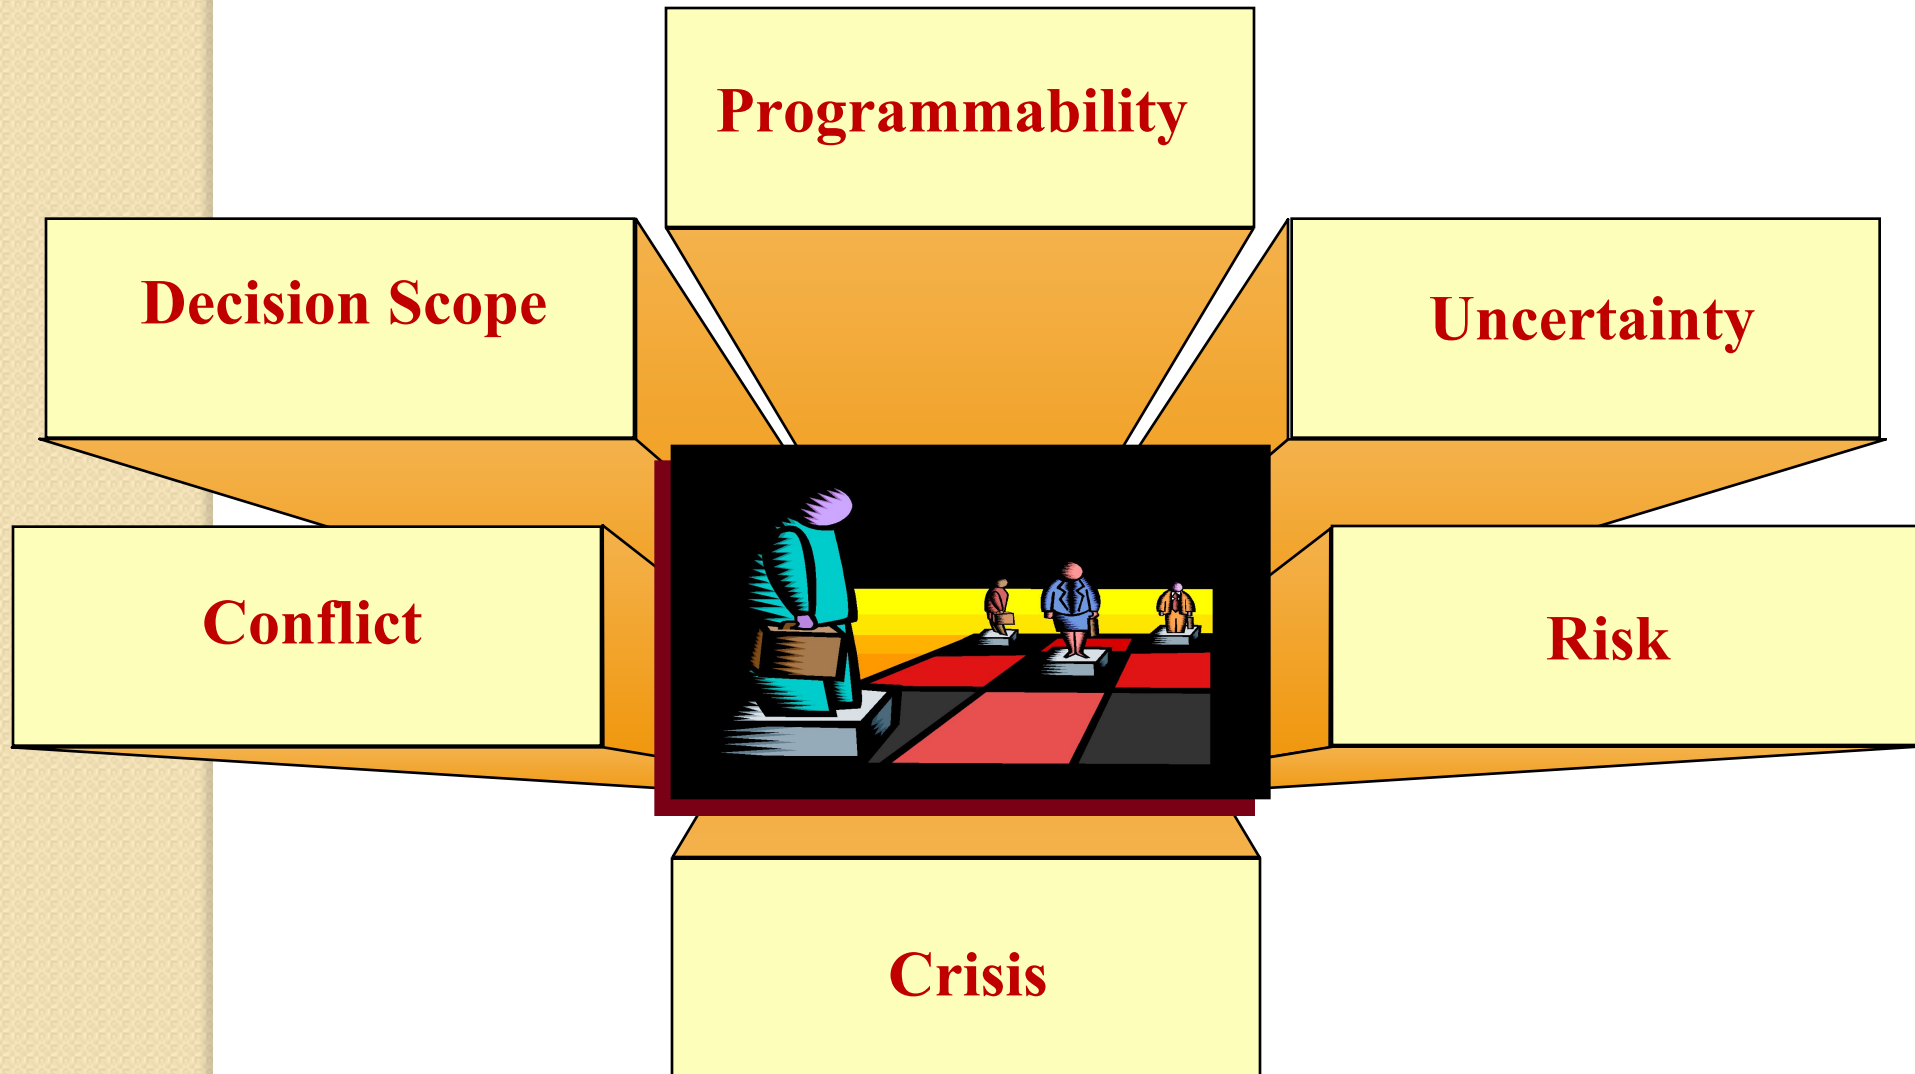 Programmability
Decision Scope
Uncertainty
Conflict
Risk
Crisis